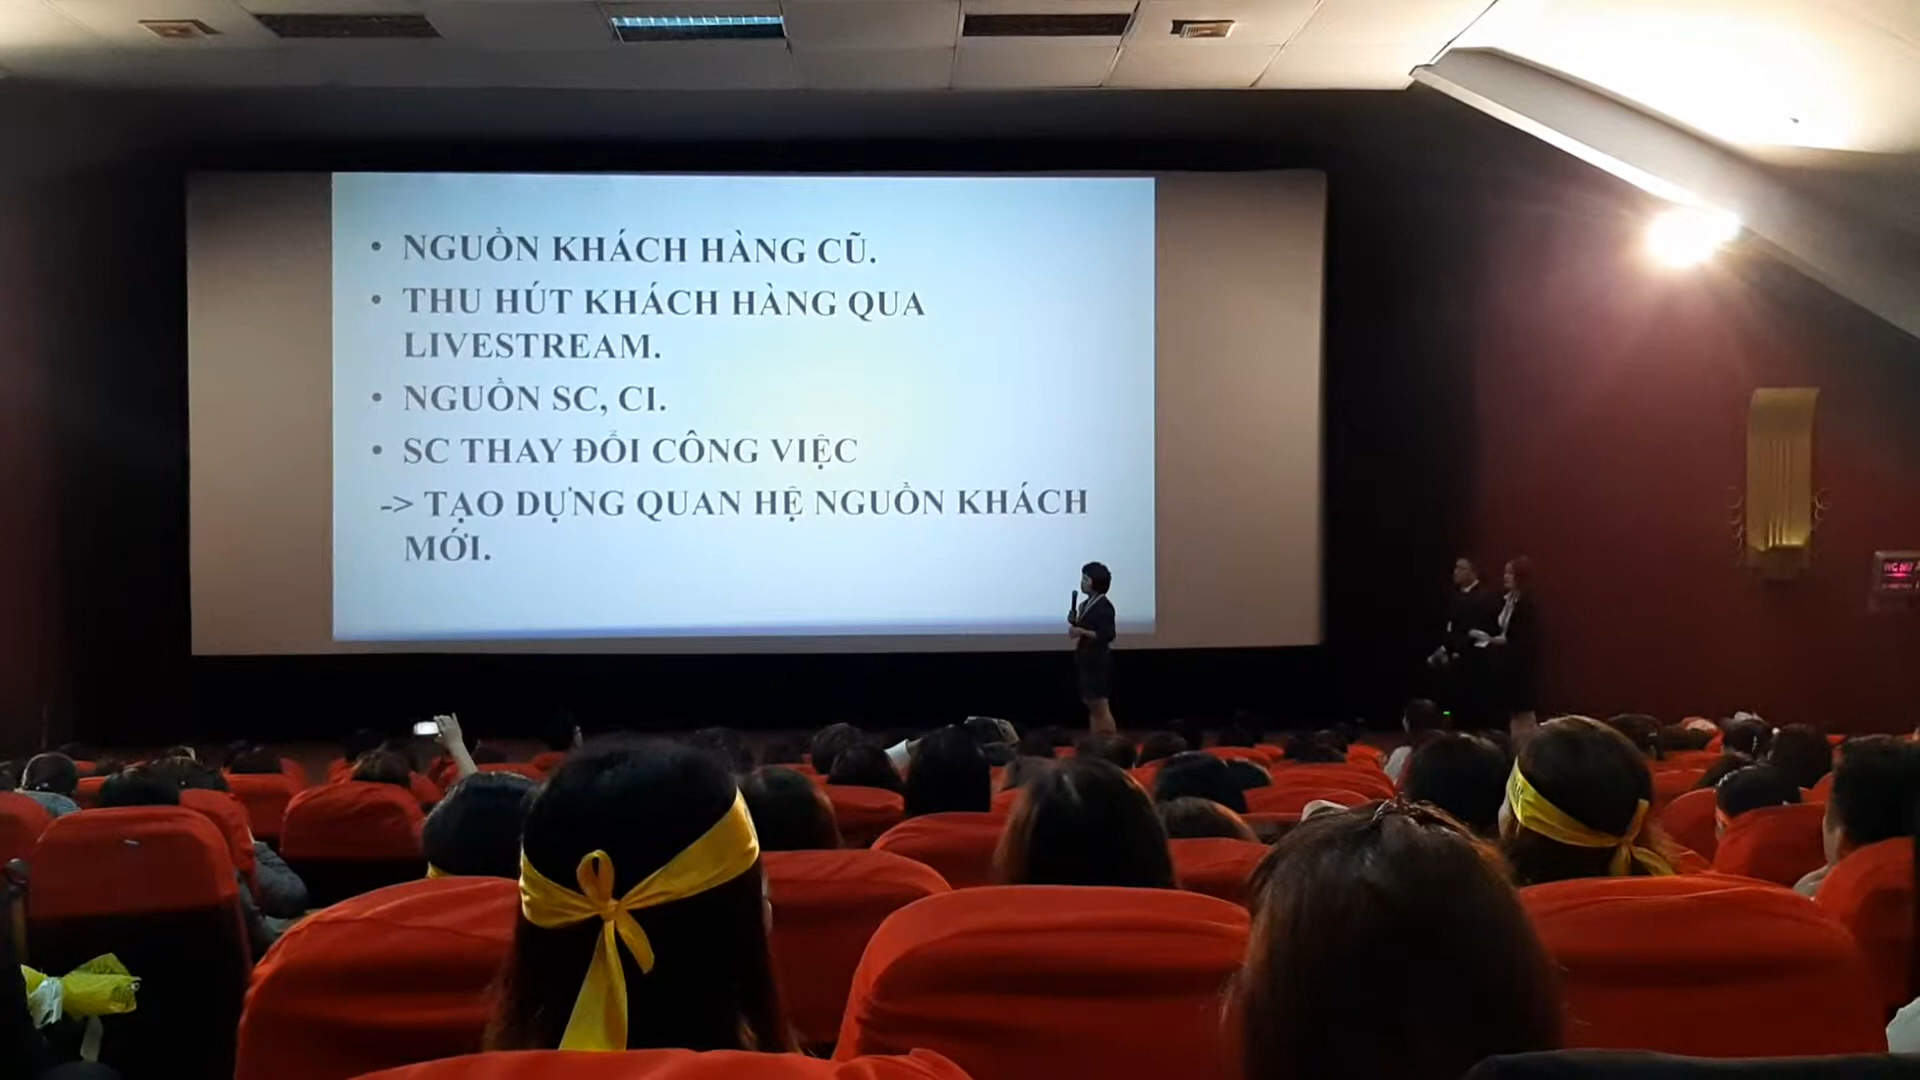 • NGUỒN KHÁCH HÀNG CŨ.
• THU HÚT KHÁCH HÀNG QUA
LIVESTREAM.
• NGUỒN SC, CI.
• SC THAY ĐỔI CÔNG VIỆC
-> TẠO DỰNG QUAN HỆ NGUỒN KHÁCH
MỚI.